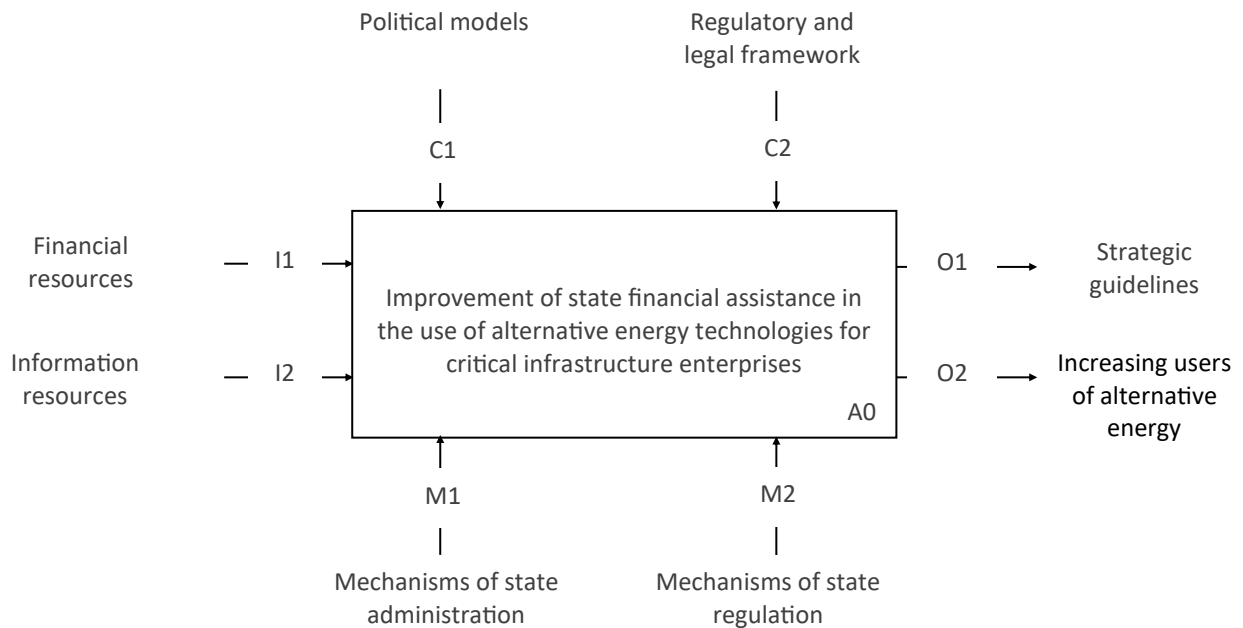 Political models
Regulatory and
legal framework
C1
C2
Financial
resources
I1
Information
resources
I2
Improvement of state financial assistance in
the use of alternative energy technologies for
critical infrastructure enterprises
A0
O1
Strategic
guidelines
O2
Increasing users
of alternative
energy
M1
M2
Mechanisms of state
administration
Mechanisms of state
regulation